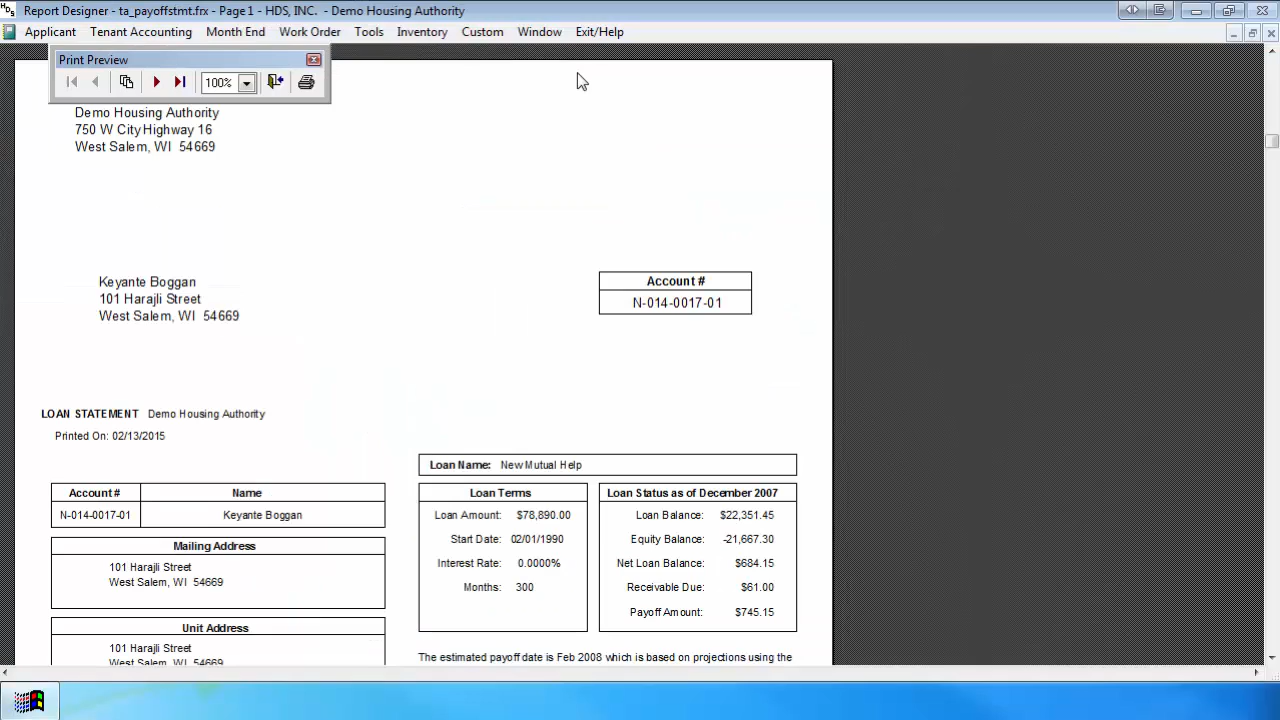 Report Designer - ta_payoffstmt.frx - Page 1 - HDS, INC. - Demo Housing Authority
Applicant Tenant Accounting Month End Work Order Tools Inventory Custom Window Exit/Help
Print Preview
100%
Demo Housing Authority
750 W City Highway 16
West Salem, WI 54669
Keyante Boggan
101 Harajli Street
West Salem, WI 54669
Account #
N-014-0017-01
LOAN STATEMENT Demo Housing Authority
Printed On: 02/13/2015
Loan Name: New Mutual Help
Account # Name
N-014-0017-01 Keyante Boggan
Mailing Address
101 Harajli Street
West Salem, WI 54669
Unit Address
101 Harajli Street
West Salem, WI 54669
Loan Terms
Loan Amount: $78,890.00
Start Date: 02/01/1990
Interest Rate: 0.0000%
Months: 300
Loan Status as of December 2007
Loan Balance: $22,351.45
Equity Balance: -21,667.30
Net Loan Balance: $684.15
Receivable Due: $61.00
Payoff Amount: $745.15
The estimated payoff date is Feb 2008 which is based on projections using the